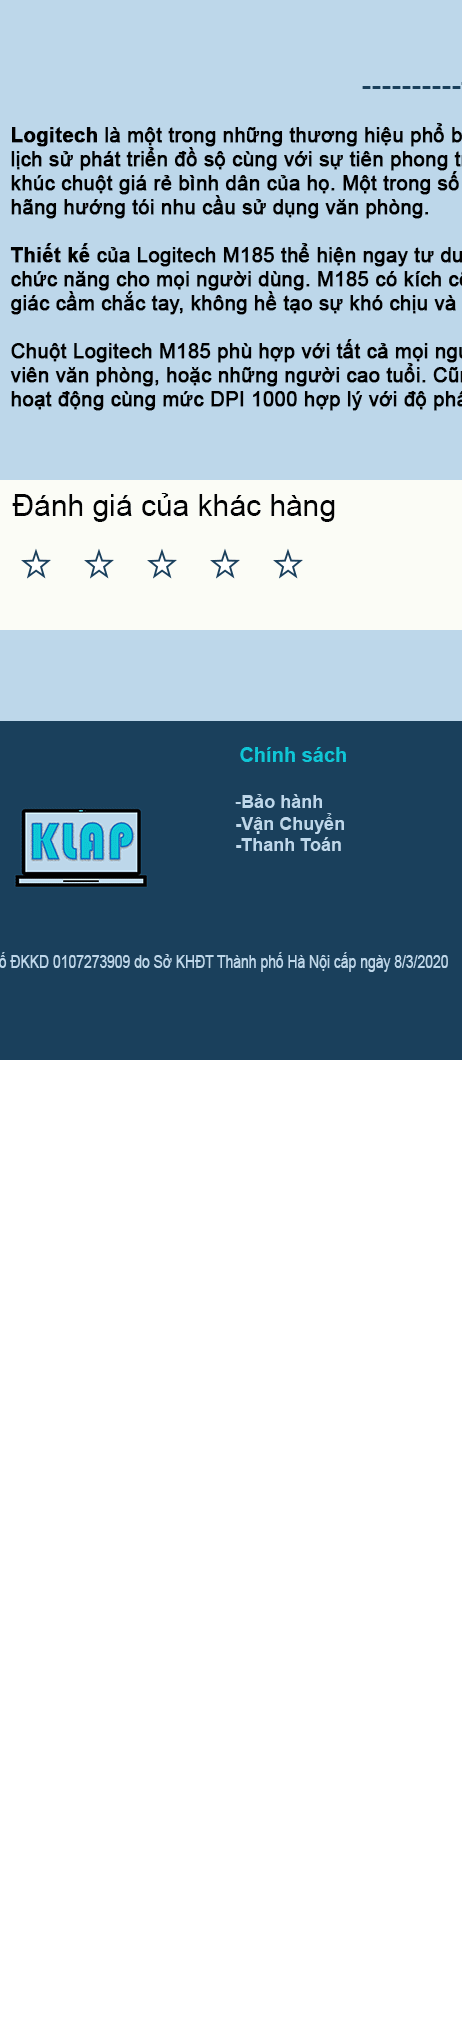 ----------
Logitech là một trong những thương hiệu phổ
lịch sử phát triển đồ sộ cùng với sự tiên phong
khúc chuột giá rẻ bình dân của họ. Một trong số
hãng hướng tói nhu cầu sử dụng văn phòng.
Thiết kế của Logitech M185 thể hiện ngay tư
chức năng cho mọi người dùng. M185 có kích
giác cầm chắc tay, không hề tạo sự khó chịu và
Chuột Logitech M185 phù hợp với tất cả mọi
viên văn phòng, hoặc những người cao tuổi.
hoạt động cùng mức DPI 1000 hợp lý với độ
Đánh giá của khác hàng
Chính sách
-Bảo hành
-Vận Chuyển
-Thanh Toán
KLAP
ĐKKD 0107273909 do Sở KHĐT Thành phố Hà Nội cấp ngày 8/3/2020